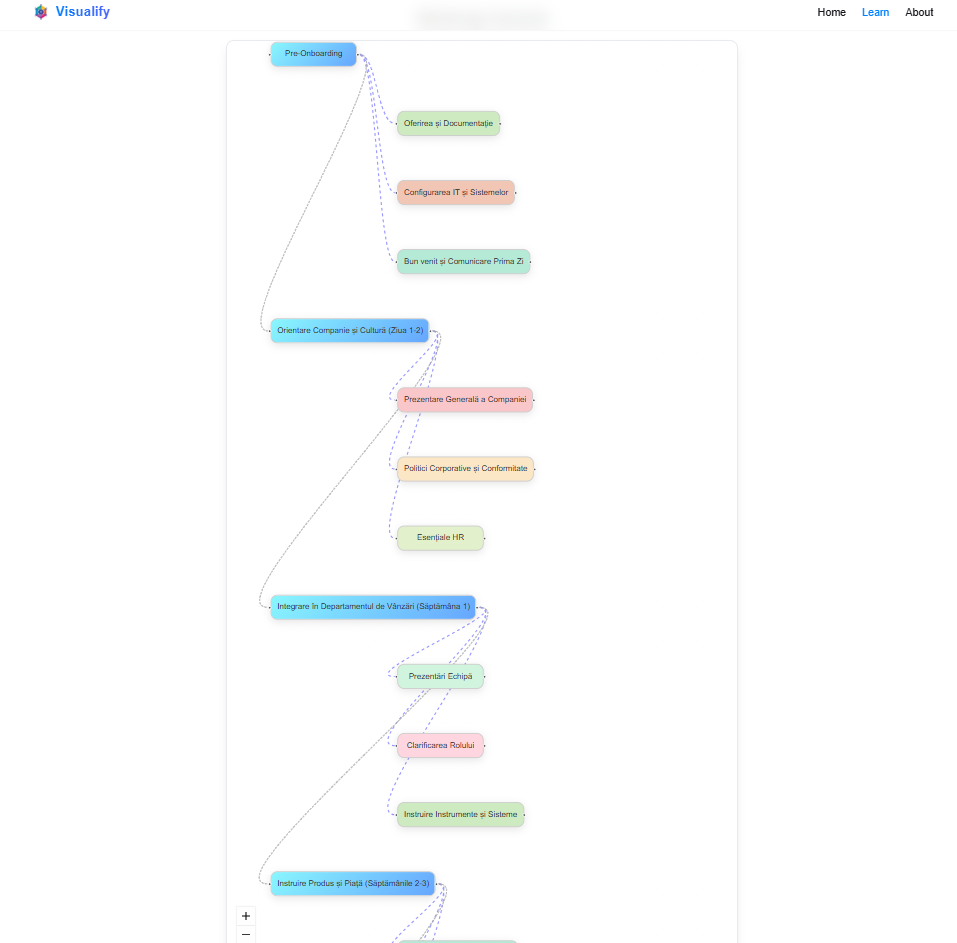 Visualify
Home
Learn
About
Pre-Onboarding
Oferirea și Documentație
Configurarea IT și Sistemelor
Bun venit și Comunicare Prima Zi
Orientare Companie și Cultură (Ziua 1-2)
Prezentare Generală a Companiei
Politici Corporative și Conformitate
Esențiale HR
Integrare în Departamentul de Vânzări (Săptămâna 1)
Prezentări Echipă
Clarificarea Rolului
Instruire Instrumente și Sisteme
Instruire Produs și Piață (Săptămânile 2-3)
+
−